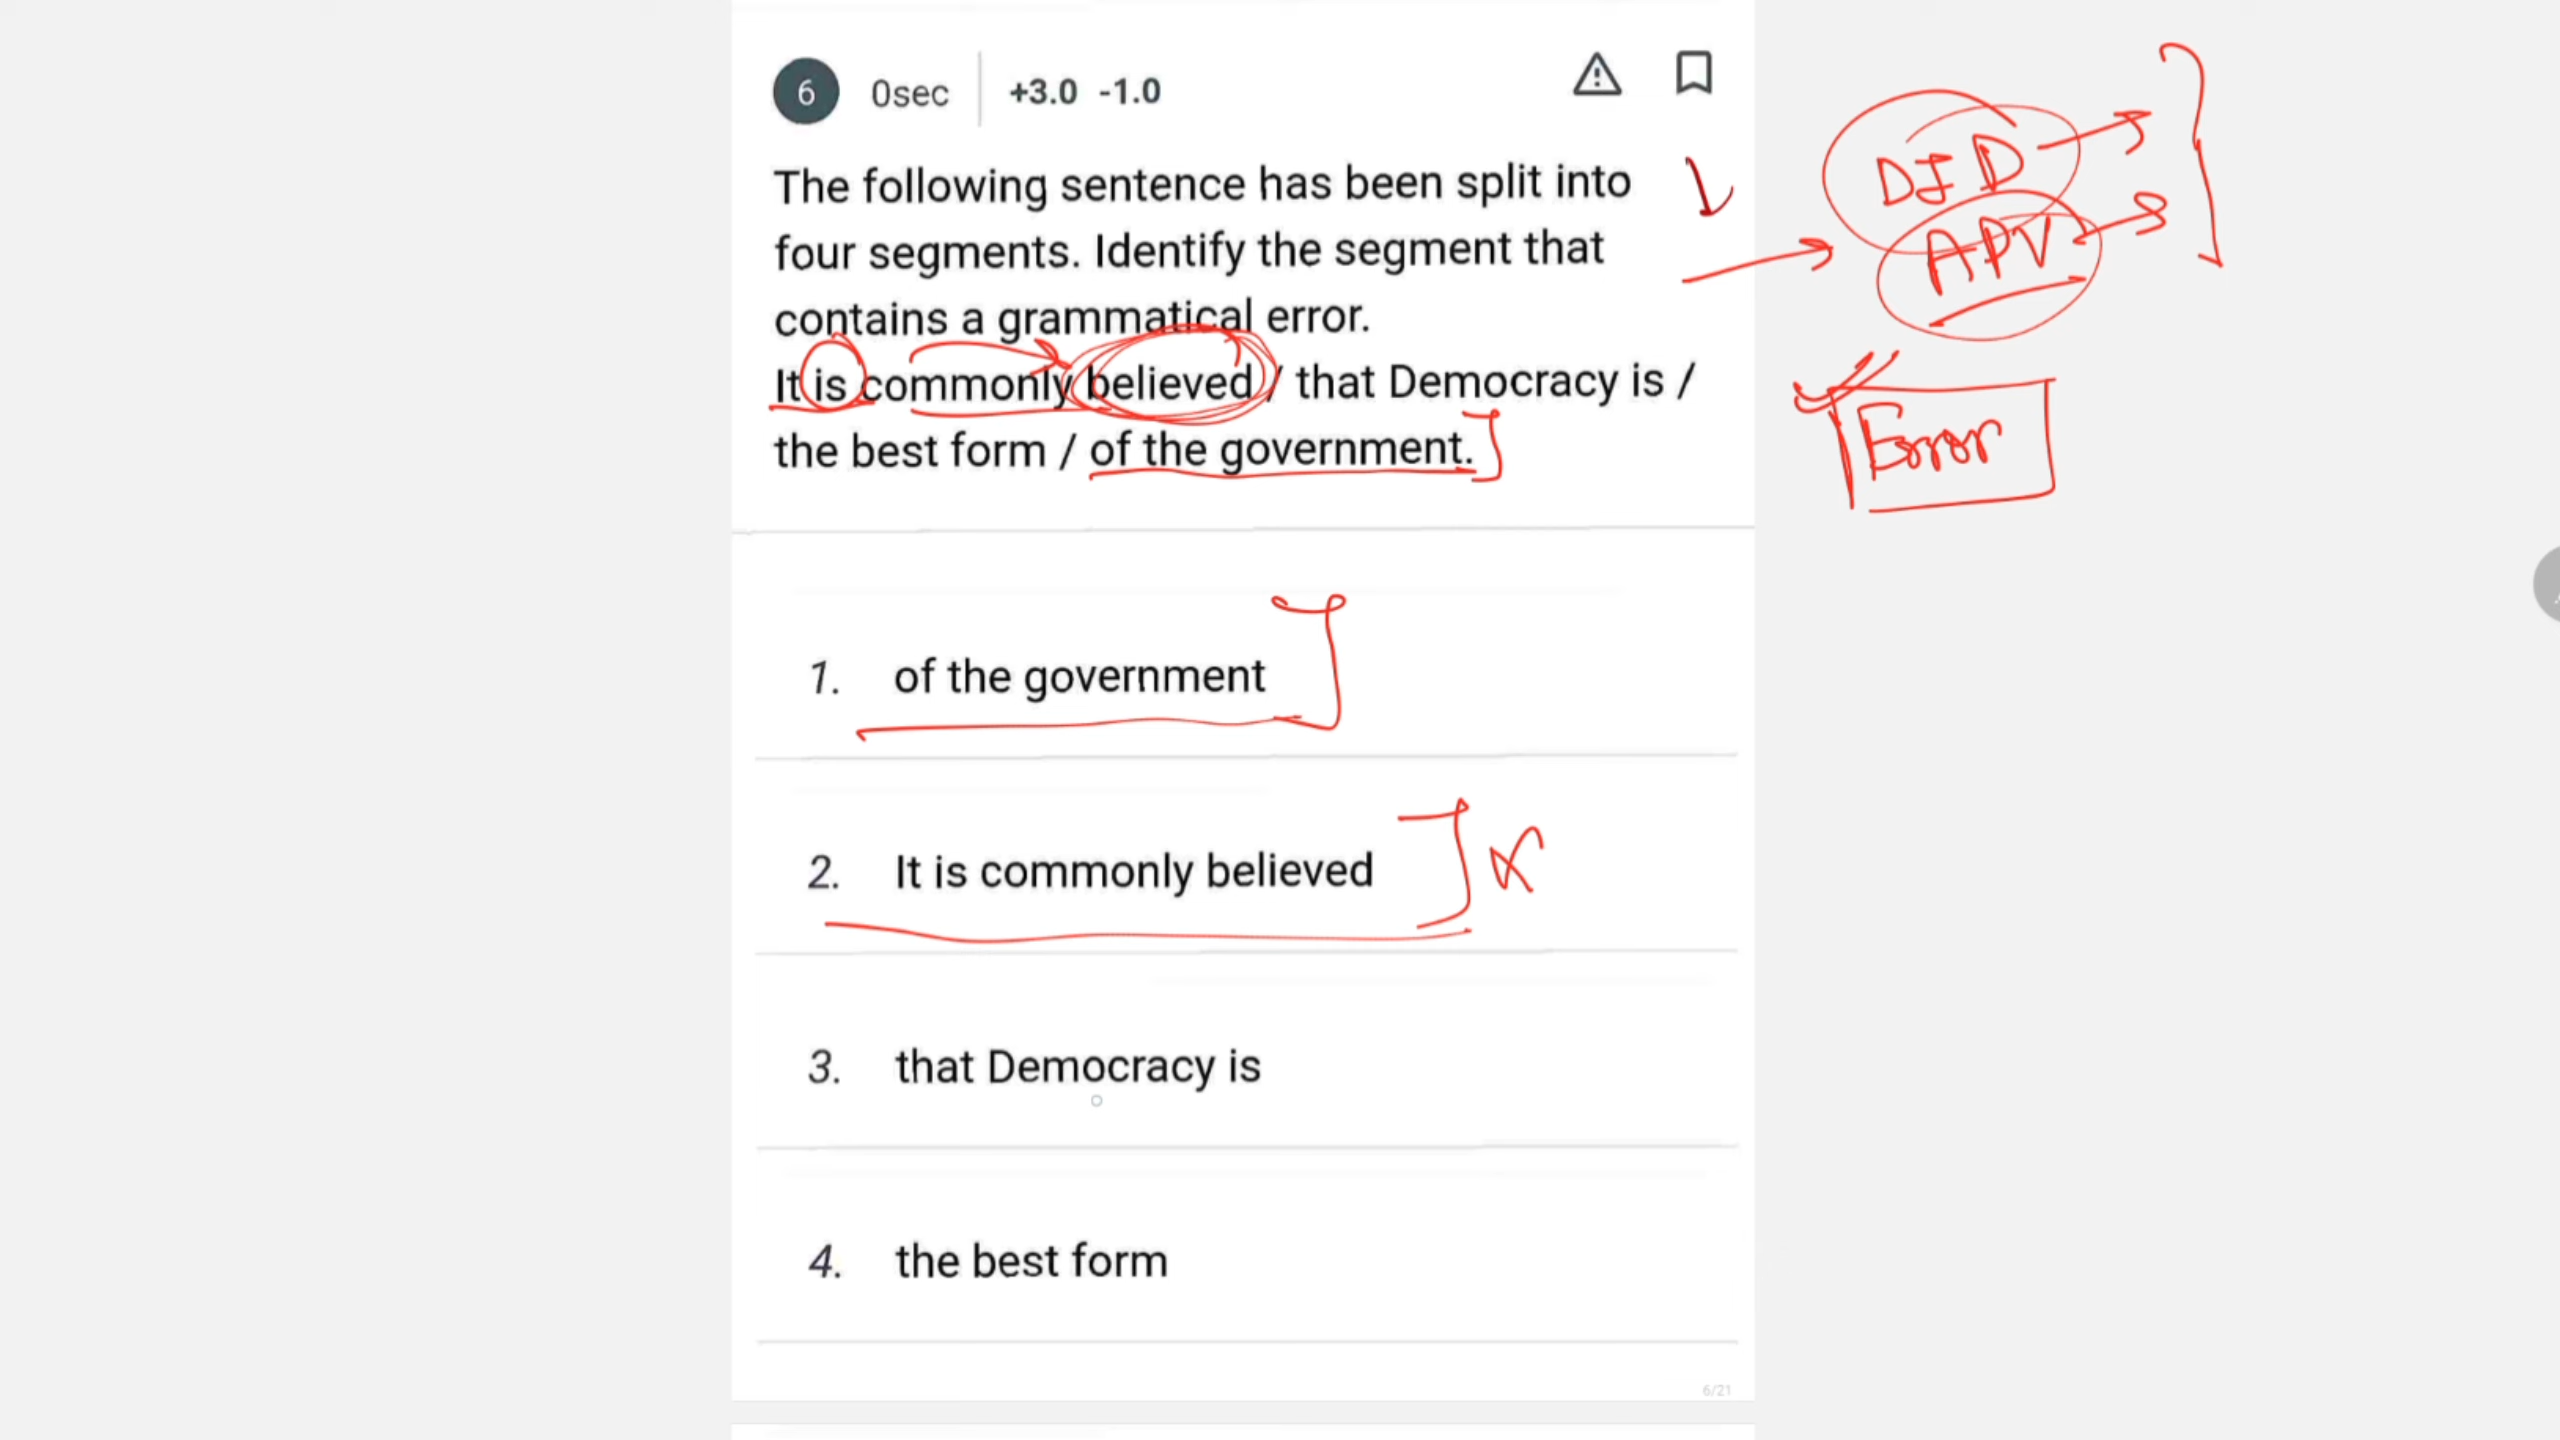 6 0sec +3.0 -1.0
The following sentence has been split into
four segments. Identify the segment that
contains a grammatical error.
It is commonly believed / that Democracy is /
the best form / of the government.
1. of the government
2. It is commonly believed
3. that Democracy is
4. the best form
6/21
APV
Error